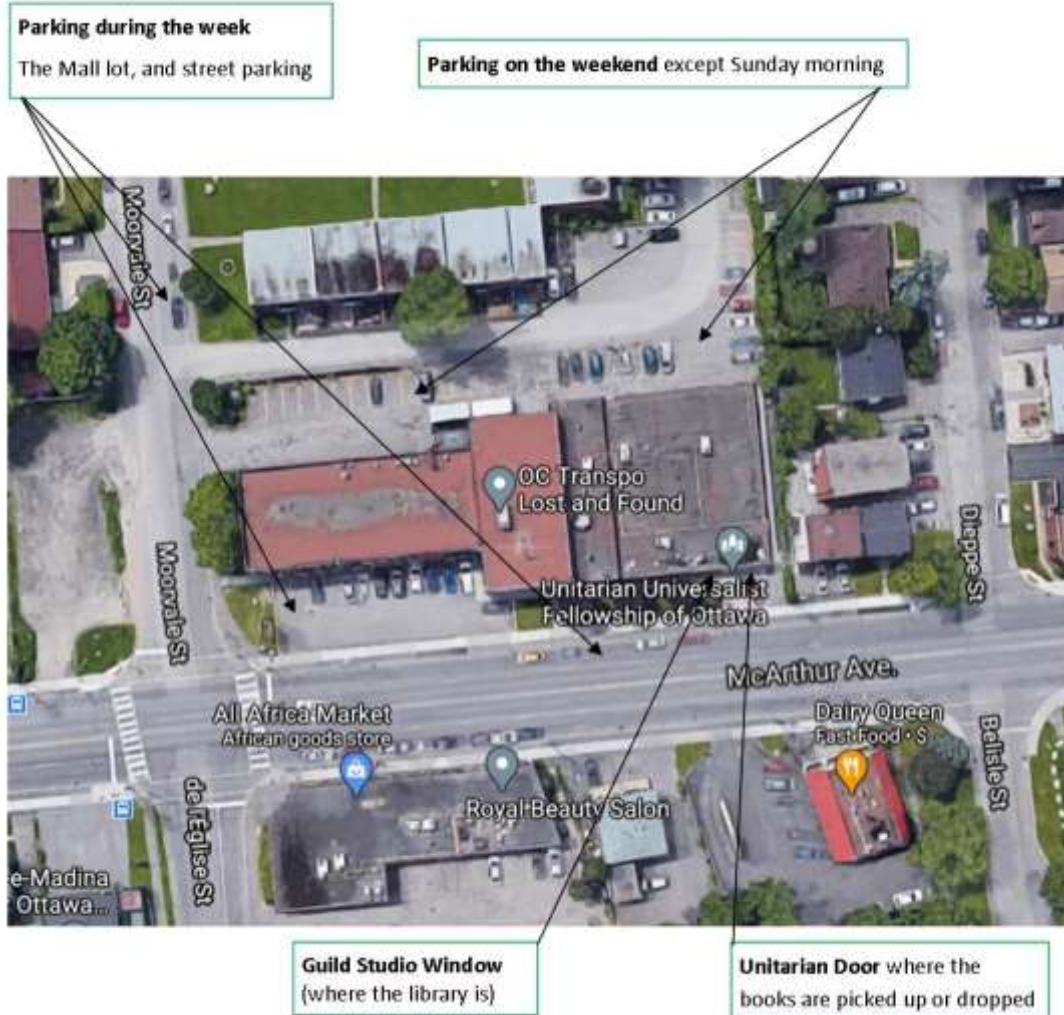 Parking during the week
The Mall lot, and street parking
Parking on the weekend except Sunday morning
Moorvale St
OC Transpo
Lost and Found
Moorvale St
Dieppe St
Unitarian Universalist
Fellowship of Ottawa
McArthur Ave.
All Africa Market
African goods store
Dairy Queen
Fast Food • $
Royal Beauty Salon
de l'Église St
Belisle St
e-Madina
Ottawa...
Guild Studio Window
(where the library is)
Unitarian Door where the
books are picked up or dropped